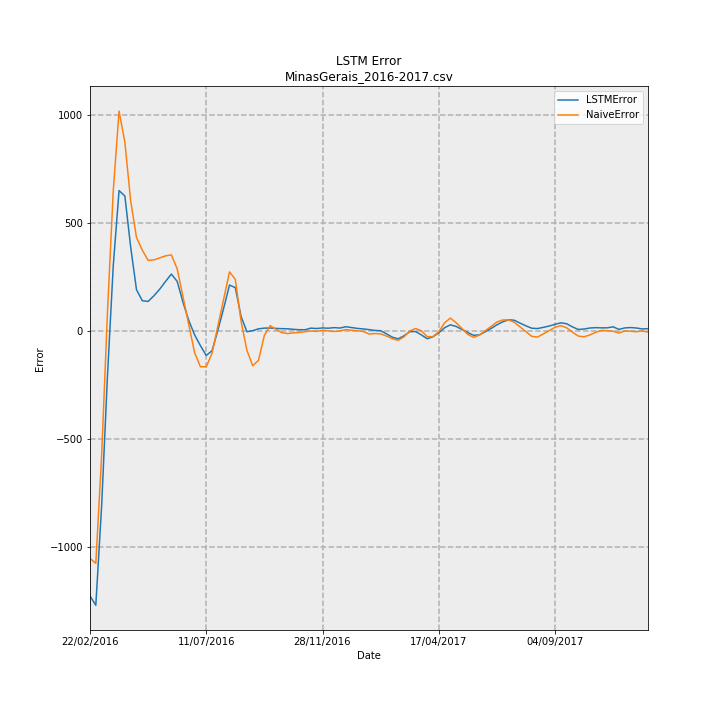 LSTM Error
MinasGerais_2016-2017.csv
LSTMError
NaiveError
1000
500
0
−500
−1000
Error
22/02/2016 11/07/2016 28/11/2016 17/04/2017 04/09/2017
Date